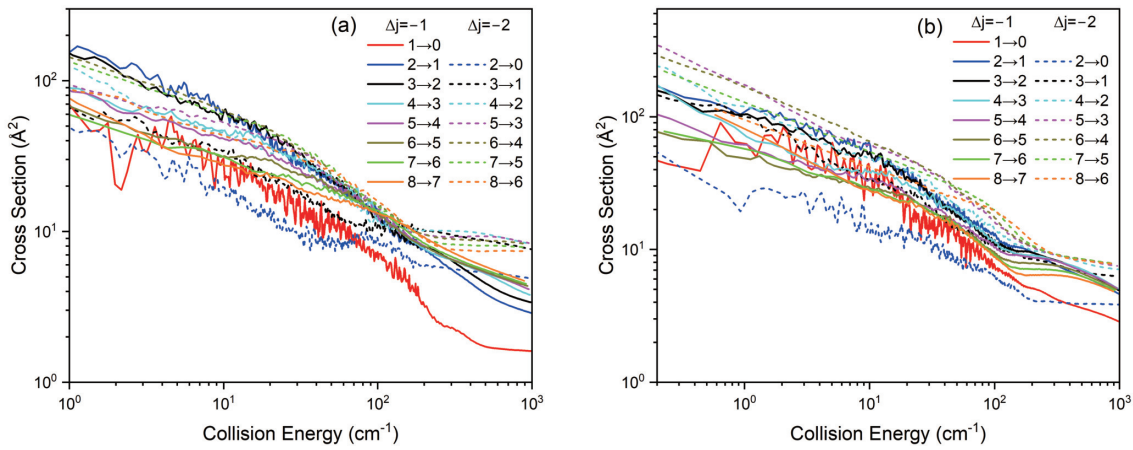 (a)
Δj=−1 Δj=−2
1→0
2→1 2→0
3→2 3→1
4→3 4→2
5→4 5→3
6→5 6→4
7→6 7→5
8→7 8→6
Cross Section (Å²)
10²
10¹
10⁰
10⁰ 10¹ 10² 10³
Collision Energy (cm⁻¹)
(b)
Δj=−1 Δj=−2
1→0
2→1 2→0
3→2 3→1
4→3 4→2
5→4 5→3
6→5 6→4
7→6 7→5
8→7 8→6
Cross Section (Å²)
10²
10¹
10⁰
10⁰ 10¹ 10² 10³
Collision Energy (cm⁻¹)